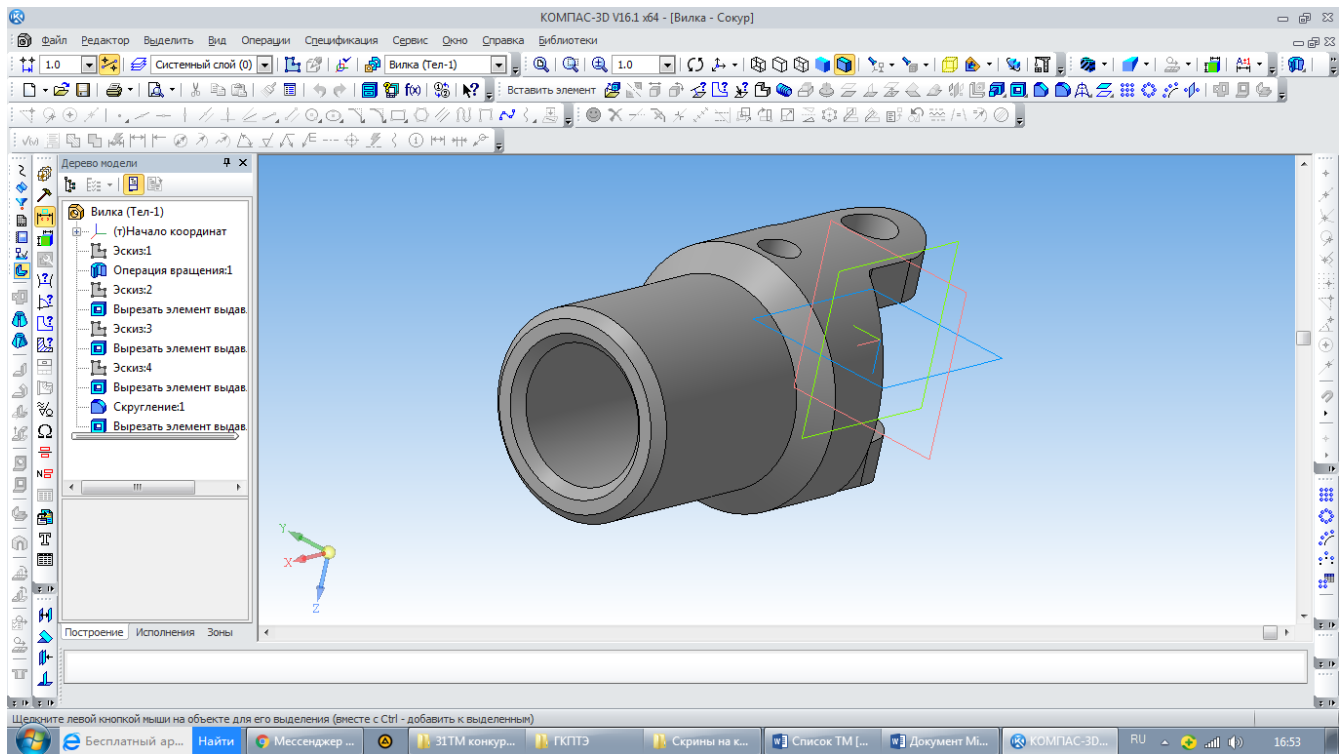 КОМПАС-3D V16.1 x64 - [Вилка - Сокур]
Файл Редактор Выделить Вид Операции Спецификация Сервис Окно Справка Библиотеки
1.0 Системный слой (0) Вилка (Тел-1) 1.0
Вставить элемент
Дерево модели
Вилка (Тел-1)
(т)Начало координат
Эскиз:1
Операция вращения:1
Эскиз:2
Вырезать элемент выдав.
Эскиз:3
Вырезать элемент выдав.
Эскиз:4
Вырезать элемент выдав.
Скругление:1
Вырезать элемент выдав.
Y
X
Z
Построение Исполнения Зоны
Щелкните левой кнопкой мыши на объекте для его выделения (вместе с Ctrl - добавить к выделенным)
Бесплатный ар... Найти Мессенджер ... 31ТМ конкур... ГКПТЭ Скрины на к... Список ТМ [... Документ Mi... КОМПАС-3D... RU 16:53